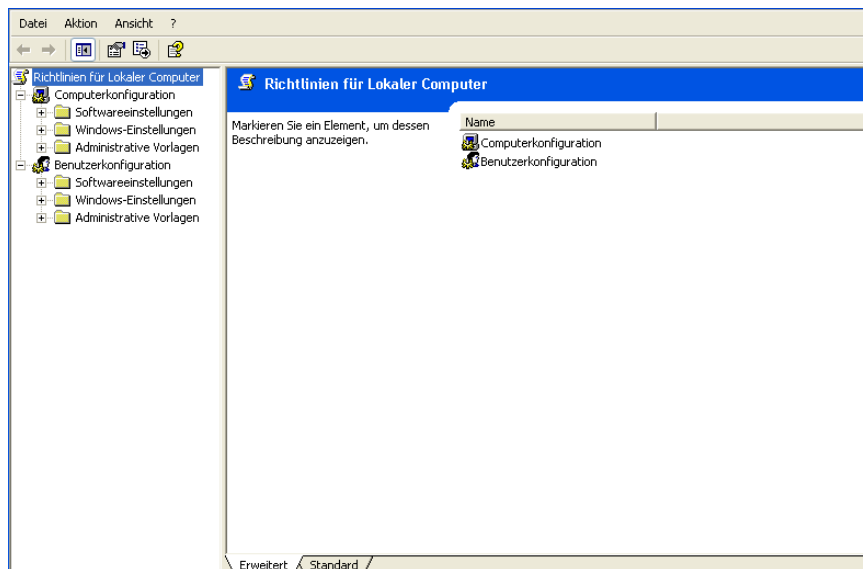 Datei Aktion Ansicht ?
Richtlinien für Lokaler Computer
Computerkonfiguration
Softwareeinstellungen
Windows-Einstellungen
Administrative Vorlagen
Benutzerkonfiguration
Softwareeinstellungen
Windows-Einstellungen
Administrative Vorlagen
Richtlinien für Lokaler Computer
Markieren Sie ein Element, um dessen
Beschreibung anzuzeigen.
Name
Computerkonfiguration
Benutzerkonfiguration
Erweitert Standard